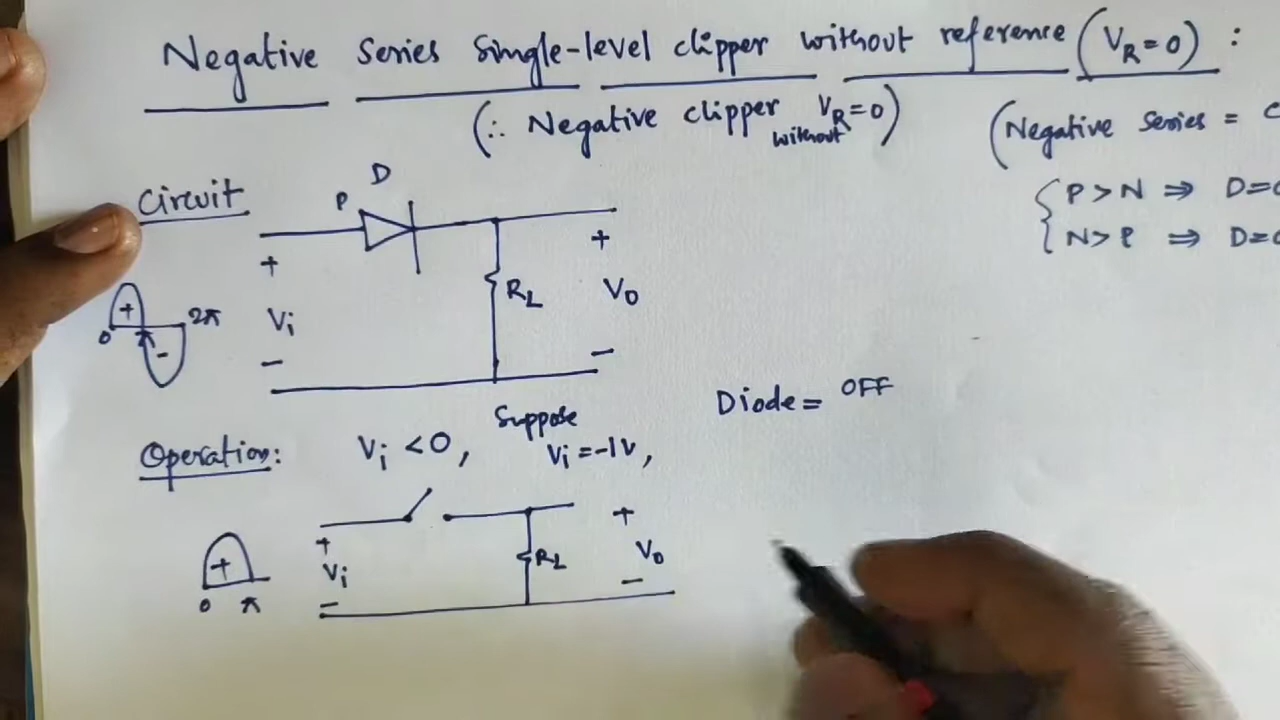 Negative Series Single-level clipper without reference (VR=0) :
(∴ Negative clipper without VR=0)
(Negative Series =
Circuit
P D
{ P>N ⇒ D=
N>P ⇒ D=
+ +
Vi RL Vo
- -
+ - 0 π 2π
Diode = OFF
Operation: Vi <0, Suppose Vi =-1V,
+ +
Vi RL Vo
- -
+
0 π